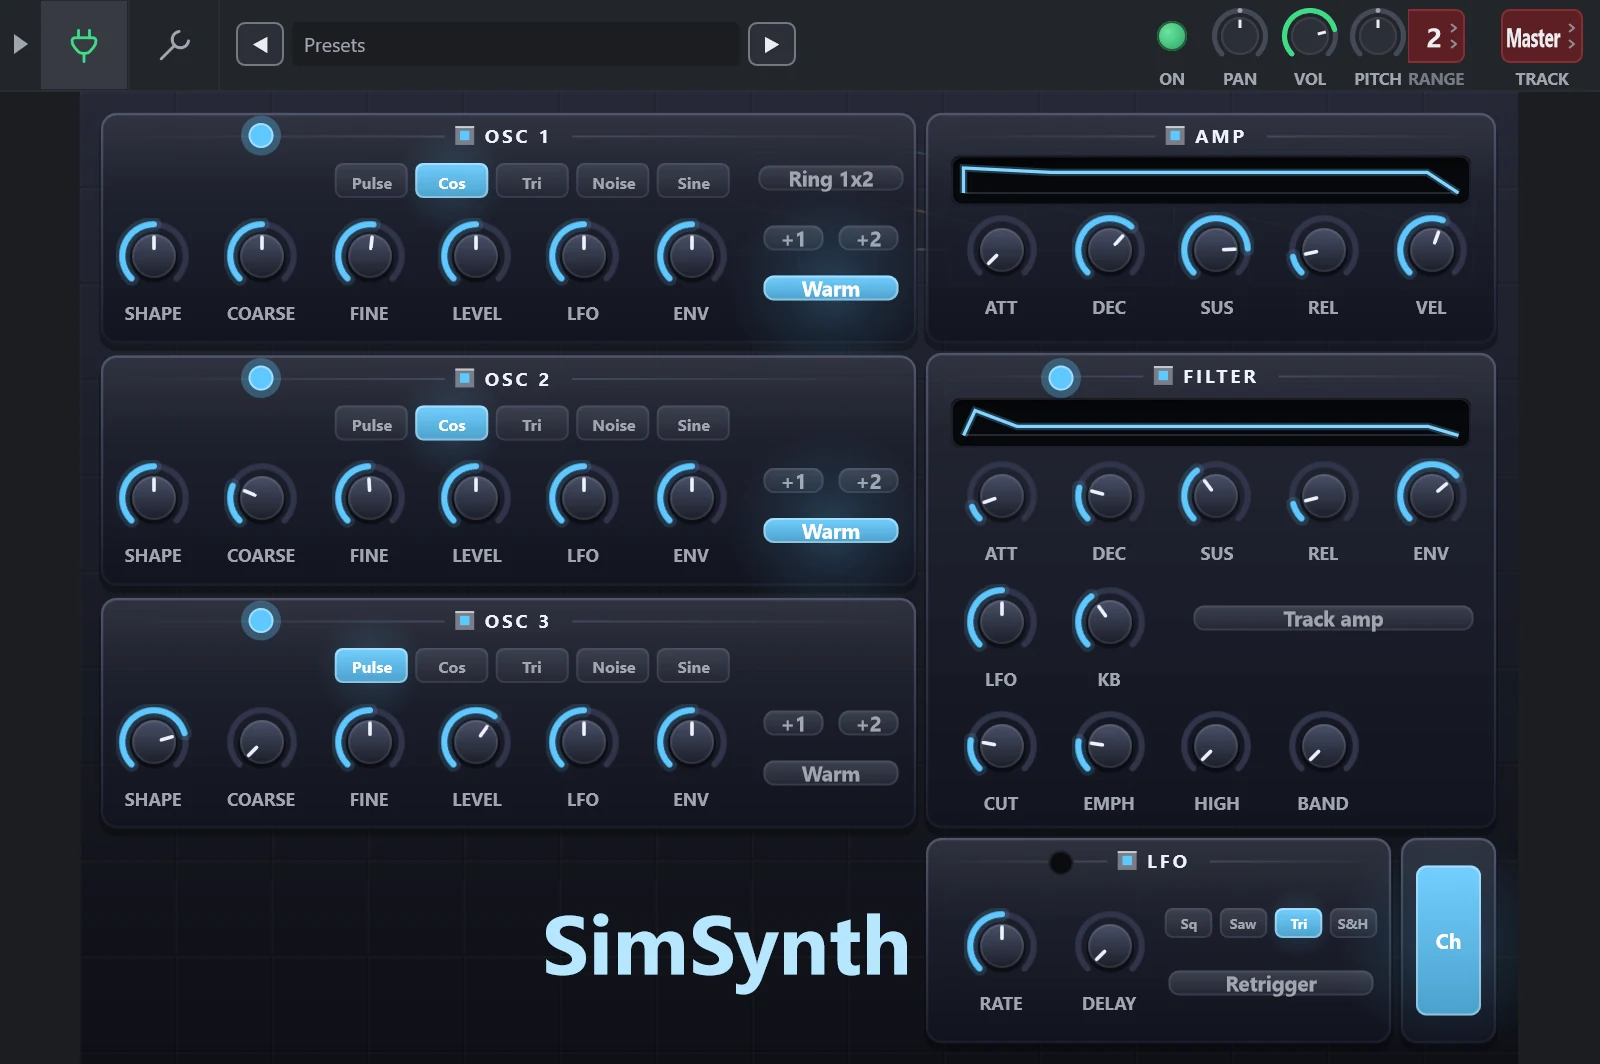 Presets
2
Master
ON PAN VOL PITCH RANGE TRACK
OSC 1
Pulse Cos Tri Noise Sine
Ring 1x2
+1 +2
Warm
SHAPE COARSE FINE LEVEL LFO ENV
AMP
ATT DEC SUS REL VEL
OSC 2
Pulse Cos Tri Noise Sine
+1 +2
Warm
SHAPE COARSE FINE LEVEL LFO ENV
FILTER
ATT DEC SUS REL ENV
Track amp
LFO KB
CUT EMPH HIGH BAND
OSC 3
Pulse Cos Tri Noise Sine
+1 +2
Warm
SHAPE COARSE FINE LEVEL LFO ENV
SimSynth
LFO
Sq Saw Tri S&H
Retrigger
RATE DELAY
Ch